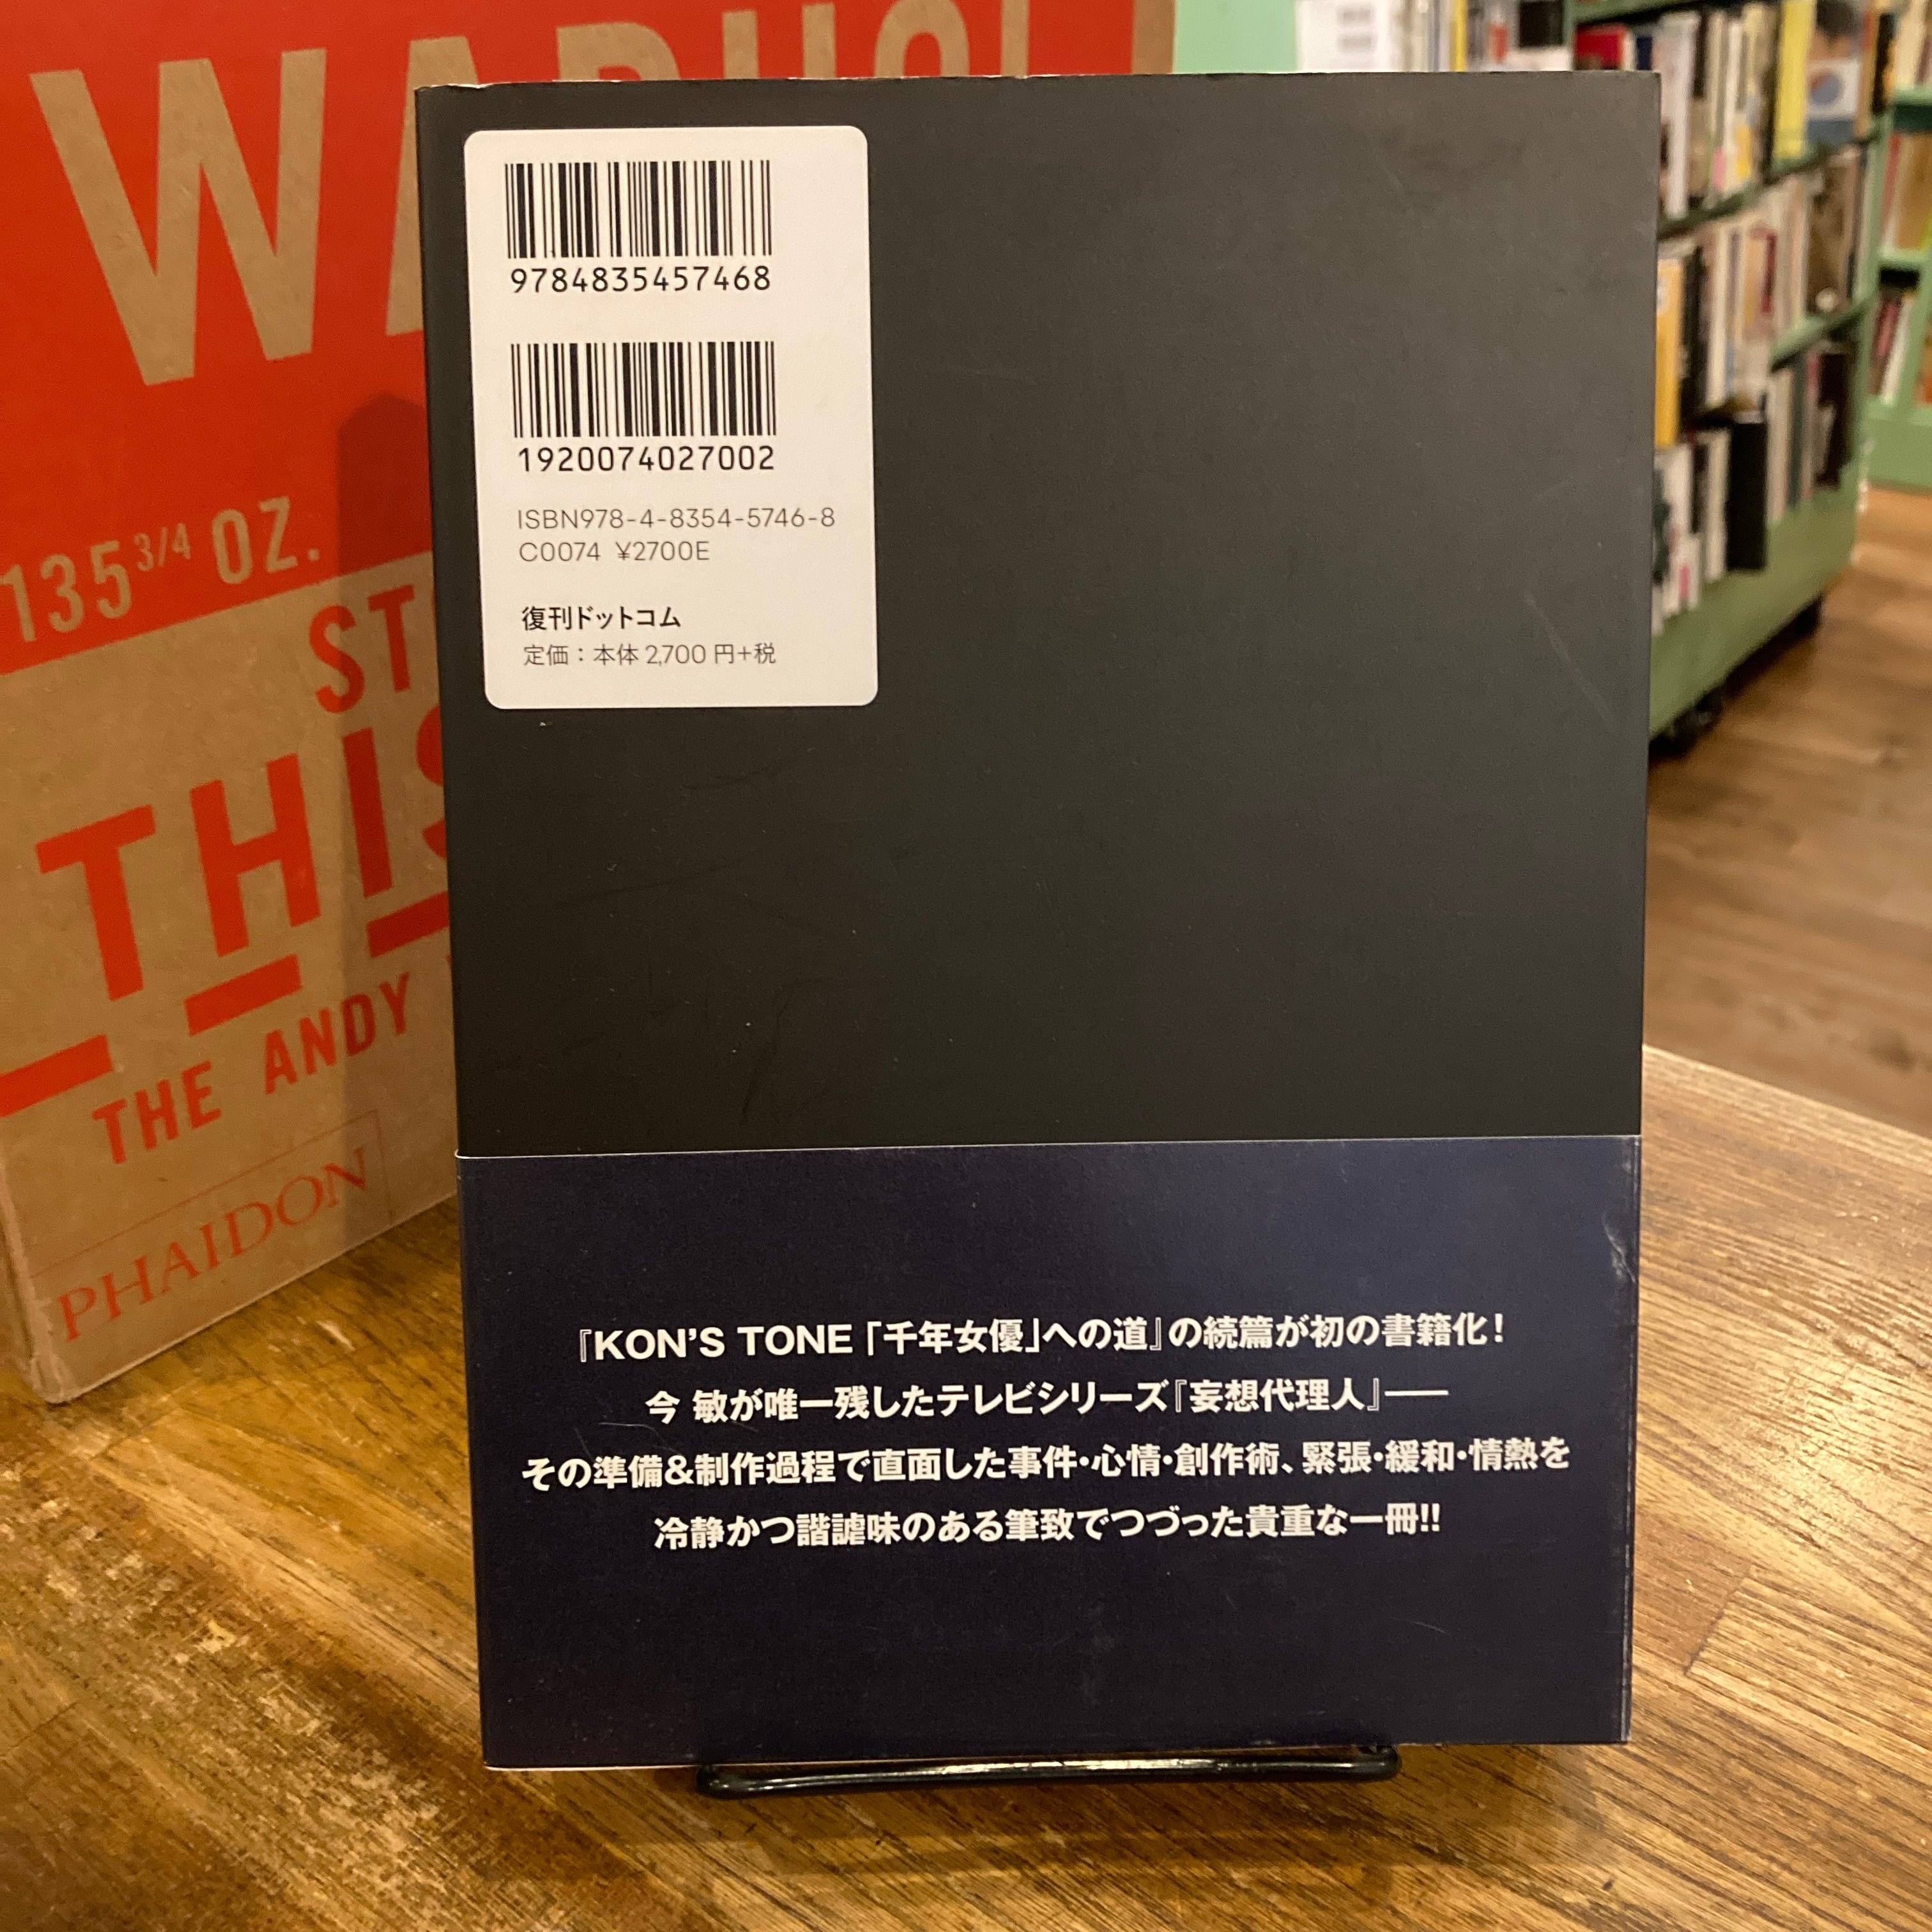 WARHOL
135 3/4 OZ.
THE ANDY
PHAIDON
9784835457468
1920074027002
ISBN978-4-8354-5746-8
C0074 ¥2700E
復刊ドットコム
定価：本体2,700円+税
『KON'S TONE「千年女優」への道』の続篇が初の書籍化！
今 敏が唯一残したテレビシリーズ『妄想代理人』――
その準備&制作過程で直面した事件・心情・創作術、緊張・緩和・情熱を
冷静かつ諧謔味のある筆致でつづった貴重な一冊!!